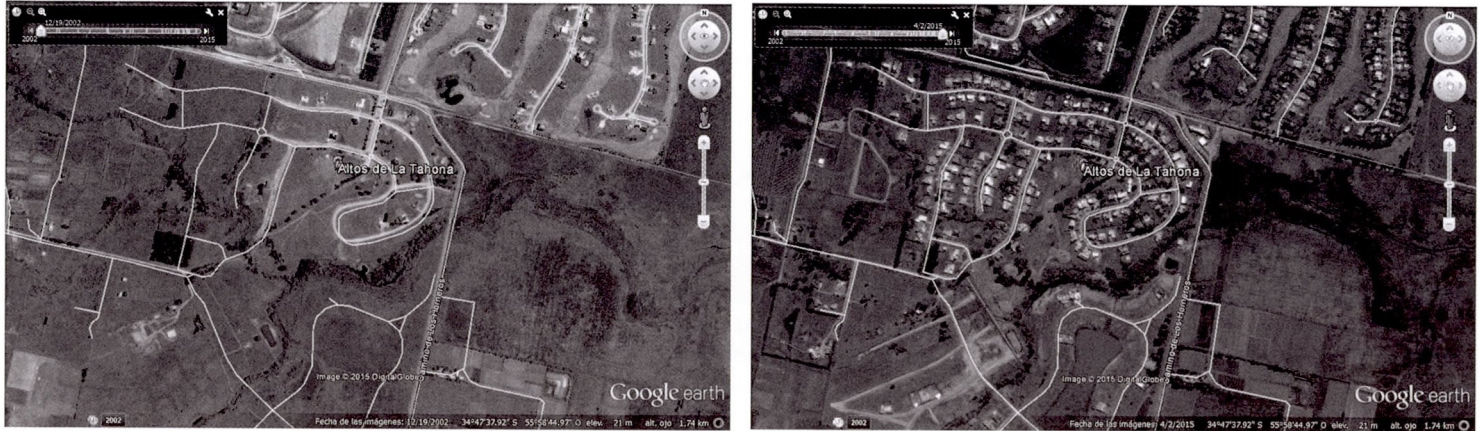 12/19/2002
2002 2015
N
Altos de La Tahona
Camino de Los Horneros
Image © 2015 DigitalGlobe
Google earth
2002
Fecha de las imágenes: 12/19/2002 34°47'37.92" S 55°58'44.97" O elev. 21 m alt. ojo 1.74 km
4/2/2015
2002 2015
N
Altos de La Tahona
Camino de Los Horneros
Image © 2015 DigitalGlobe
Google earth
2002
Fecha de las imágenes: 4/2/2015 34°47'37.92" S 55°58'44.97" O elev. 21 m alt. ojo 1.74 km